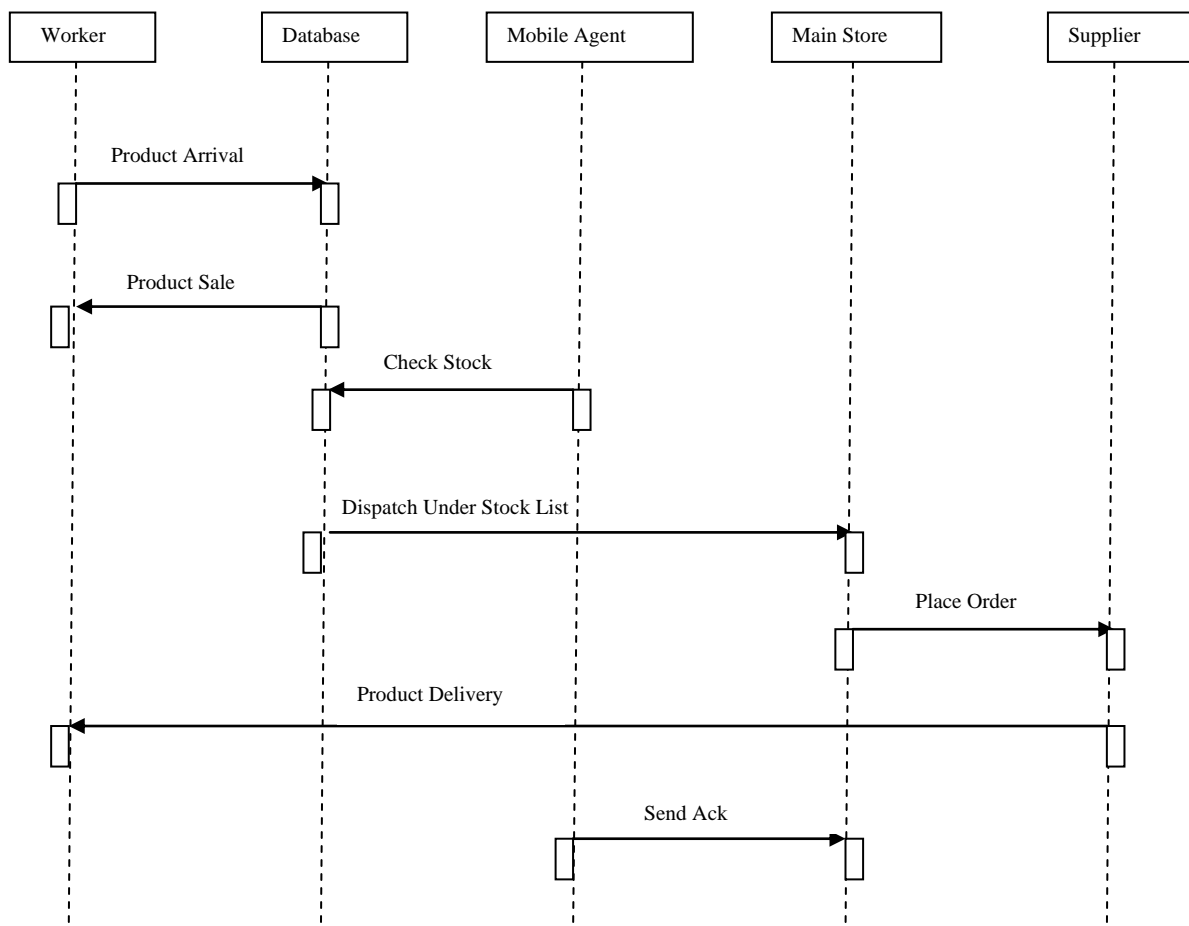 Worker
Database
Mobile Agent
Main Store
Supplier
Product Arrival
Product Sale
Check Stock
Dispatch Under Stock List
Place Order
Product Delivery
Send Ack